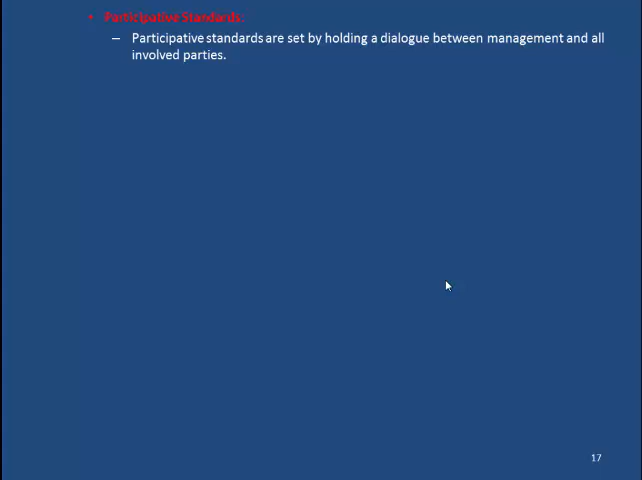 • Participative Standards:
– Participative standards are set by holding a dialogue between management and all
involved parties.
17